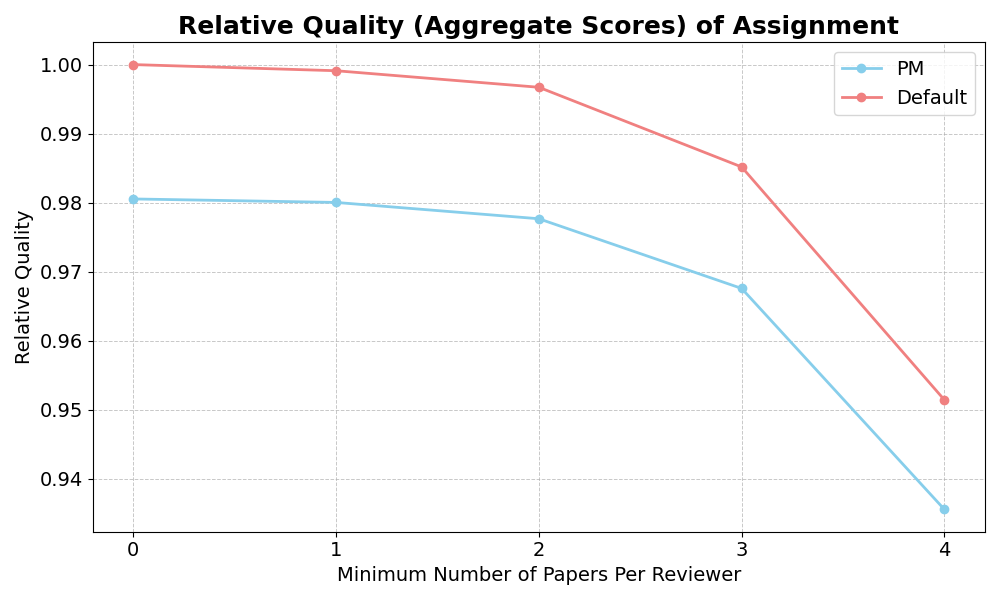 Relative Quality (Aggregate Scores) of Assignment
PM
Default
Relative Quality
1.00
0.99
0.98
0.97
0.96
0.95
0.94
0 1 2 3 4
Minimum Number of Papers Per Reviewer